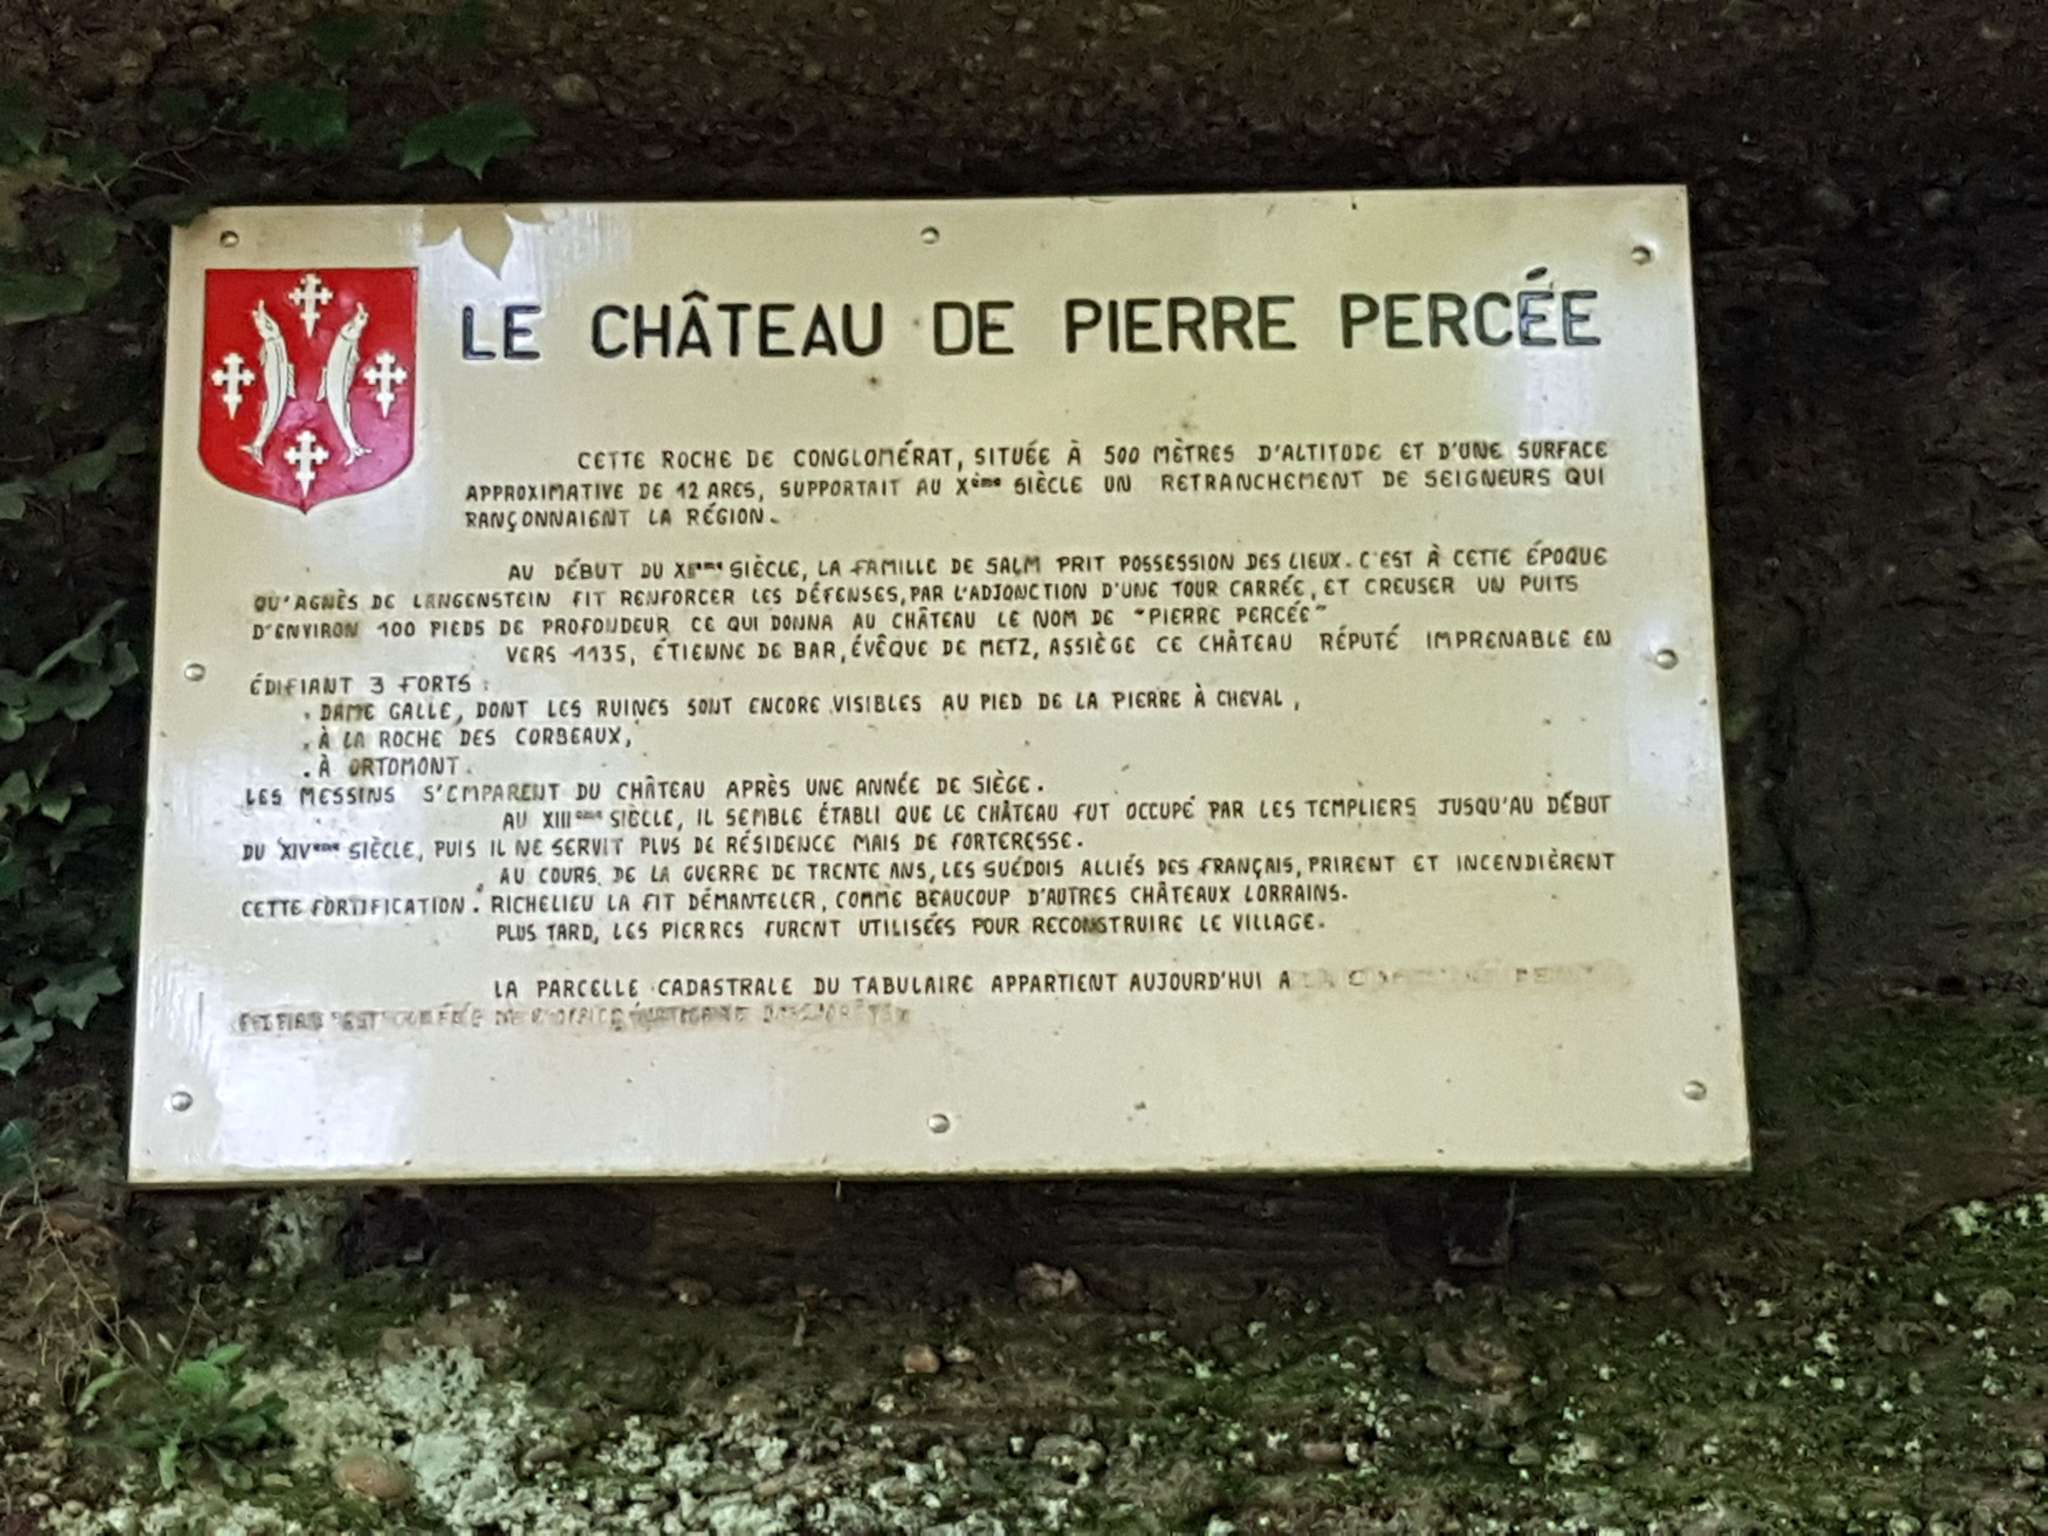 LE CHÂTEAU DE PIERRE PERCÉE
CETTE ROCHE DE CONGLOMÉRAT, SITUÉE À 500 MÈTRES D'ALTITUDE ET D'UNE SURFACE
APPROXIMATIVE DE 12 ARES, SUPPORTAIT AU Xème SIÈCLE UN RETRANCHEMENT DE SEIGNEURS QUI
RANÇONNAIENT LA RÉGION.
AU DÉBUT DU SIÈCLE, LA FAMILLE DE SALM PRIT POSSESSION DES LIEUX. C'EST À CETTE ÉPOQUE
QU'AGNÈS DE LANGENSTEIN FIT RENFORCER LES DÉFENSES, PAR L'ADJONCTION D'UNE TOUR CARRÉE, ET CREUSER UN PUITS
D'ENVIRON 100 PIEDS DE PROFONDEUR CE QUI DONNA AU CHÂTEAU LE NOM DE "PIERRE PERCÉE"
VERS 1135, ÉTIENNE DE BAR, ÉVÊQUE DE METZ, ASSIÈGE CE CHÂTEAU RÉPUTÉ IMPRENABLE EN
ÉDIFIANT 3 FORTS :
. DAME GALLE, DONT LES RUINES SONT ENCORE VISIBLES AU PIED DE LA PIERRE À CHEVAL,
. À LA ROCHE DES CORBEAUX,
. À ORTOMONT.
LES MESSINS S'EMPARENT DU CHÂTEAU APRÈS UNE ANNÉE DE SIÈGE.
AU XIIIème SIÈCLE, IL SEMBLE ÉTABLI QUE LE CHÂTEAU FUT OCCUPÉ PAR LES TEMPLIERS JUSQU'AU DÉBUT
DU XIVème SIÈCLE, PUIS IL NE SERVIT PLUS DE RÉSIDENCE MAIS DE FORTERESSE.
AU COURS DE LA GUERRE DE TRENTE ANS, LES SUÉDOIS ALLIÉS DES FRANÇAIS, PRIRENT ET INCENDIÈRENT
CETTE FORTIFICATION. RICHELIEU LA FIT DÉMANTELER, COMME BEAUCOUP D'AUTRES CHÂTEAUX LORRAINS.
PLUS TARD, LES PIERRES FURENT UTILISÉES POUR RECONSTRUIRE LE VILLAGE.
LA PARCELLE CADASTRALE DU TABULAIRE APPARTIENT AUJOURD'HUI A